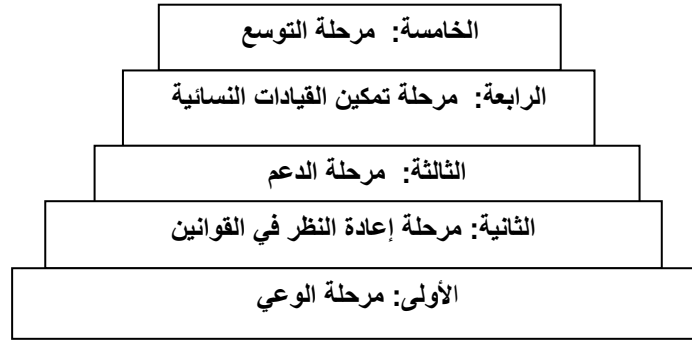 الخامسة: مرحلة التوسع
الرابعة: مرحلة تمكين القيادات النسائية
الثالثة: مرحلة الدعم
الثانية: مرحلة إعادة النظر في القوانين
الأولى: مرحلة الوعي